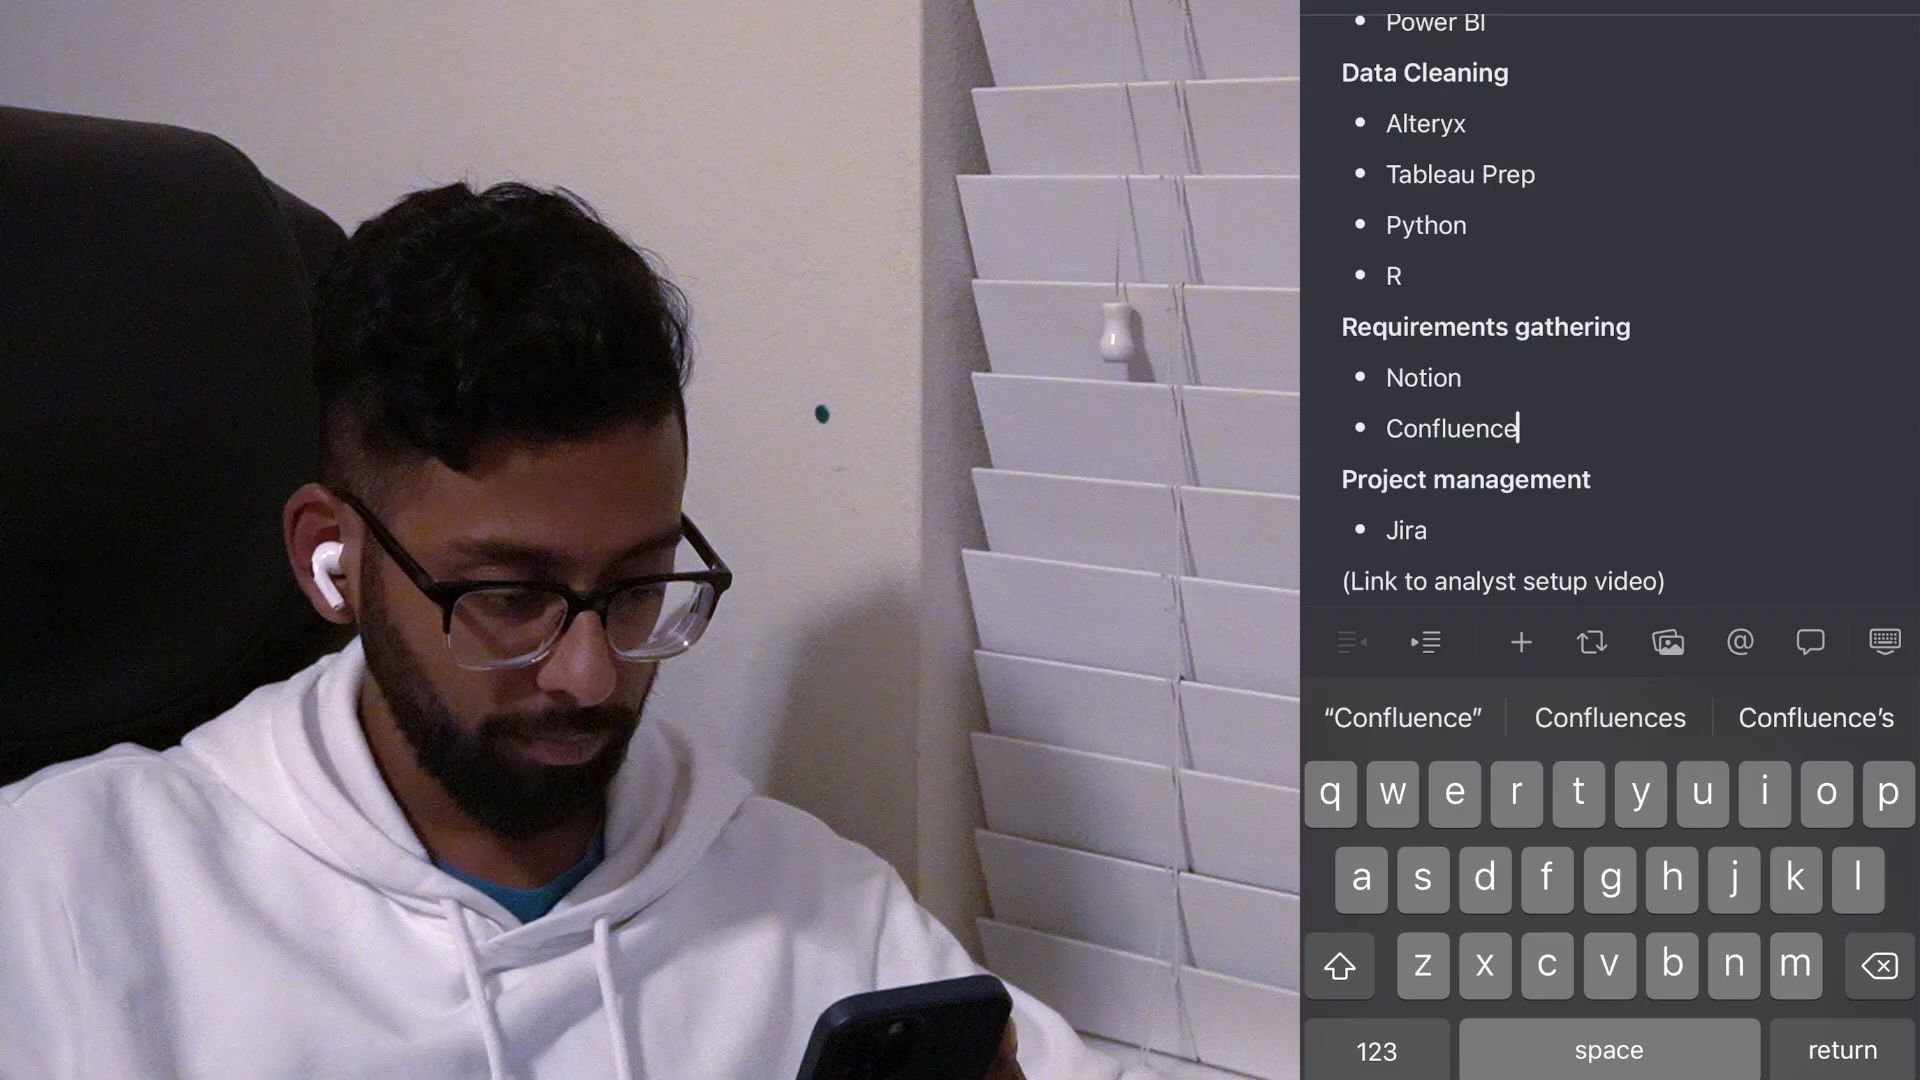 Power BI
Data Cleaning
Alteryx
Tableau Prep
Python
R
Requirements gathering
Notion
Confluence
Project management
Jira
(Link to analyst setup video)
“Confluence” Confluences Confluence’s
q w e r t y u i o p
a s d f g h j k l
z x c v b n m
123 space return